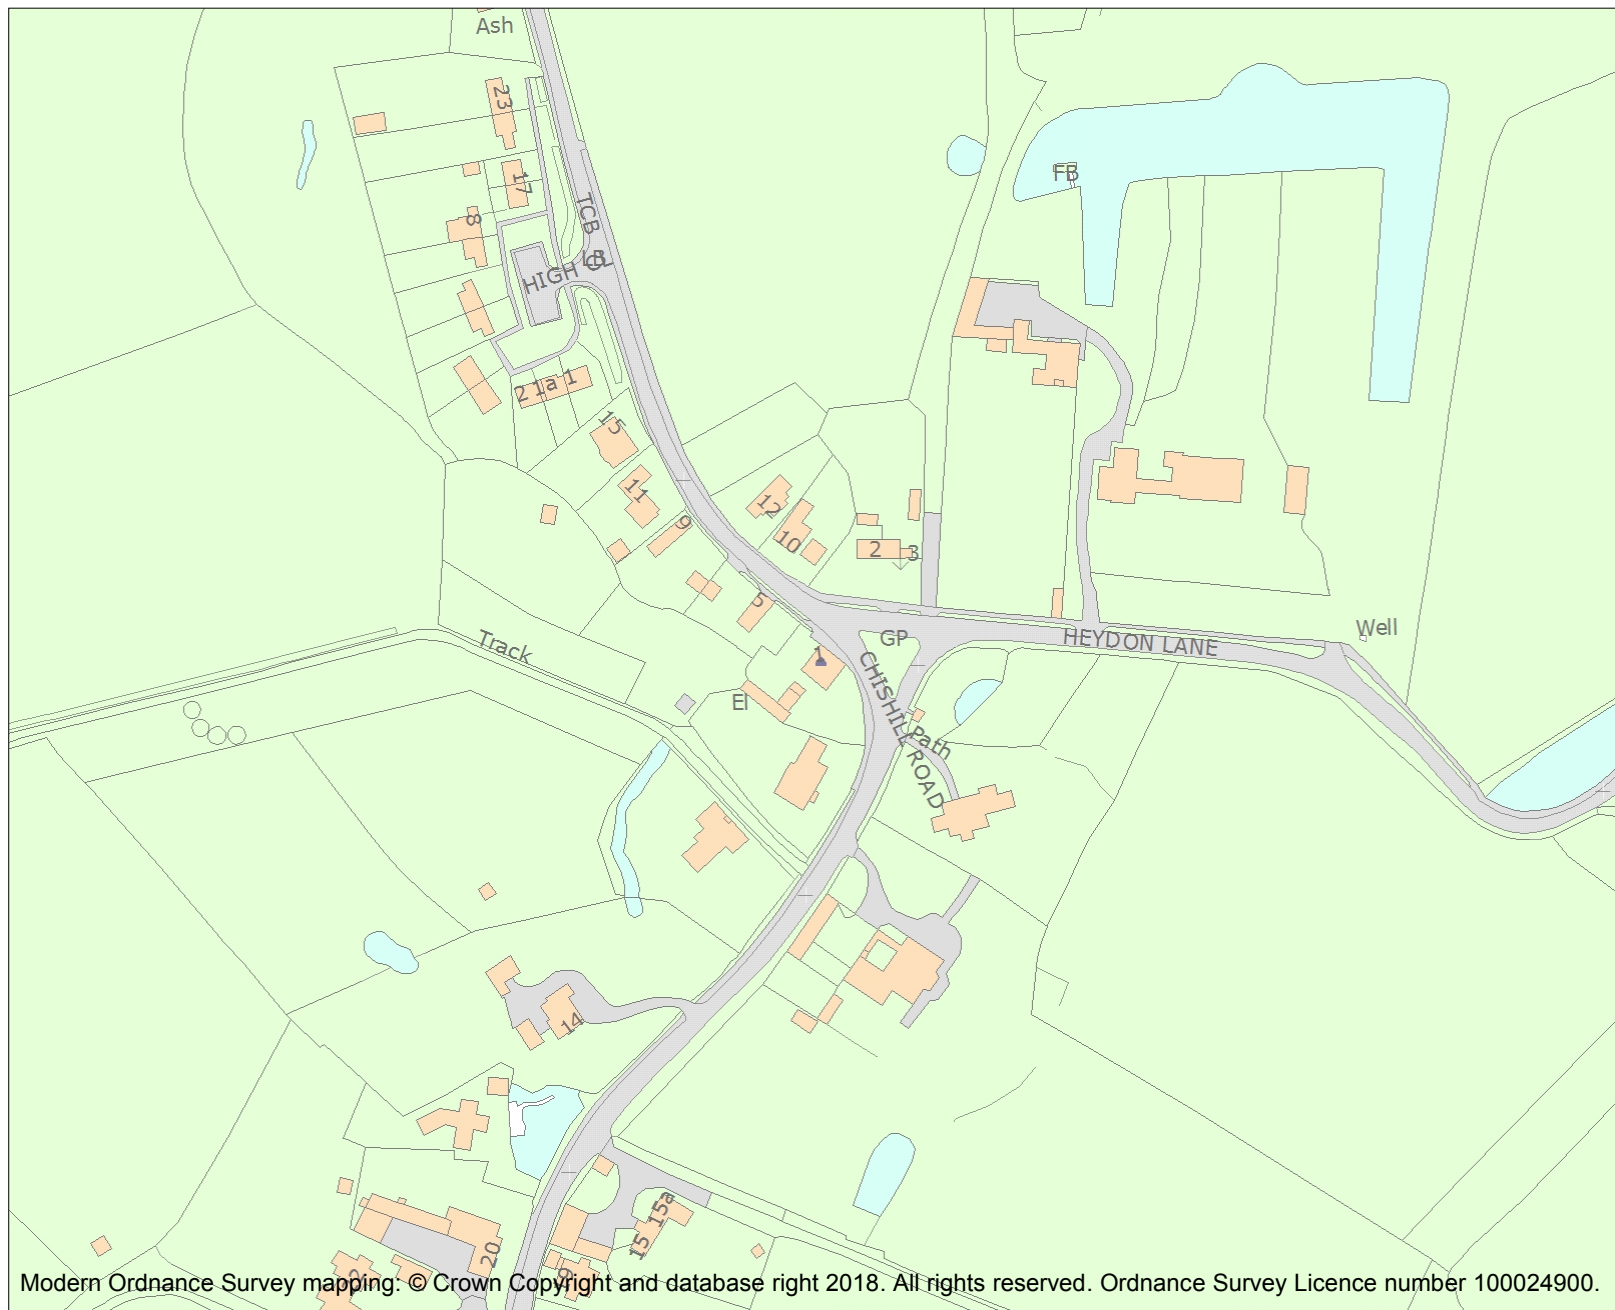 Ash
23
17
TCB
8
LB
HIGH CL
FB
2 1a 1
15
11
9
12
10
2
3
5
GP
HEYDON LANE
Well
Track
1
El
CHISHILL ROAD
Path
14
15a
15
20
Modern Ordnance Survey mapping: © Crown Copyright and database right 2018. All rights reserved. Ordnance Survey Licence number 100024900.